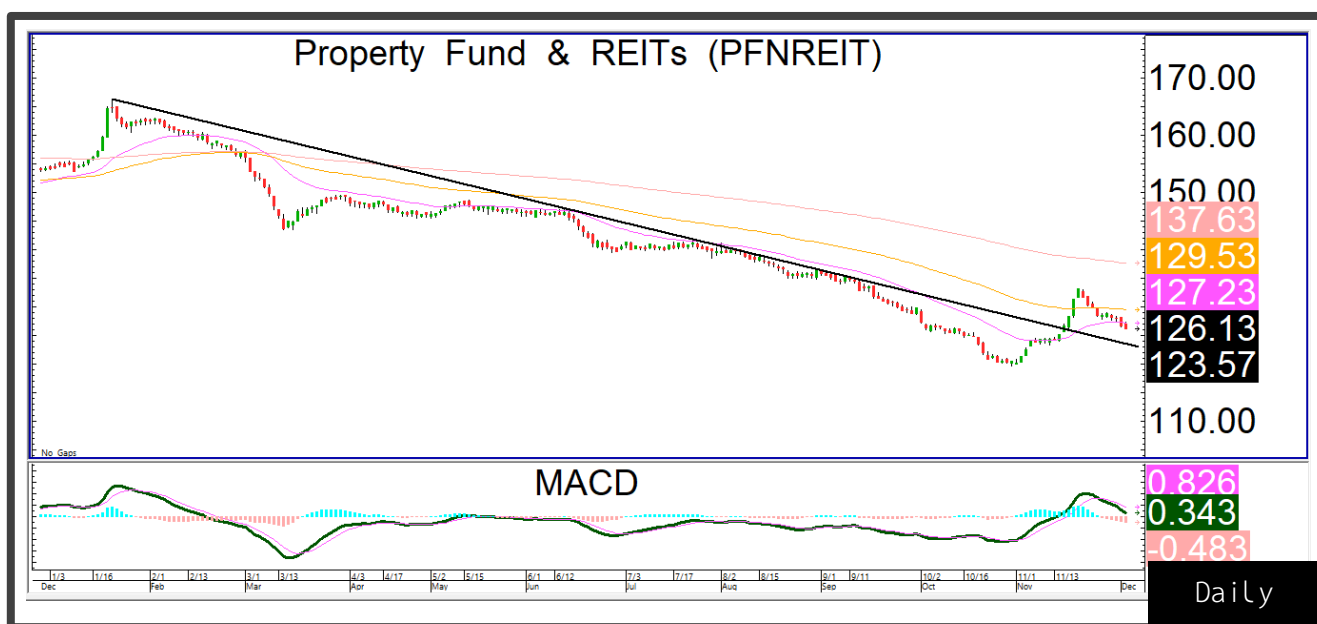 Property Fund & REITs (PFNREIT)
170.00
160.00
150.00
137.63
129.53
127.23
126.13
123.57
110.00
No Gaps
MACD
0.826
0.343
-0.483
1/3 1/16 2/1 2/13 3/1 3/13 4/3 4/17 5/2 5/15 6/1 6/12 7/3 7/17 8/2 8/15 9/1 9/11 10/2 10/16 11/1 11/13
Dec Feb Mar Apr May Jun Jul Aug Sep Oct Nov Dec
Daily